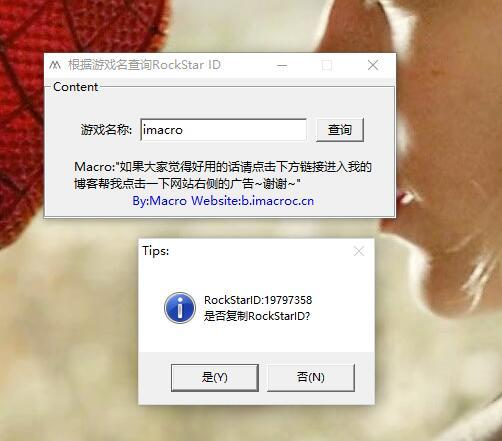 根据游戏名查询RockStar ID
Content
游戏名称: imacro 查询
Macro:"如果大家觉得好用的话请点击下方链接进入我的
博客帮我点击一下网站右侧的广告~谢谢~"
By:Macro Website:b.imacroc.cn
Tips:
RockStarID:19797358
是否复制RockStarID?
是(Y) 否(N)